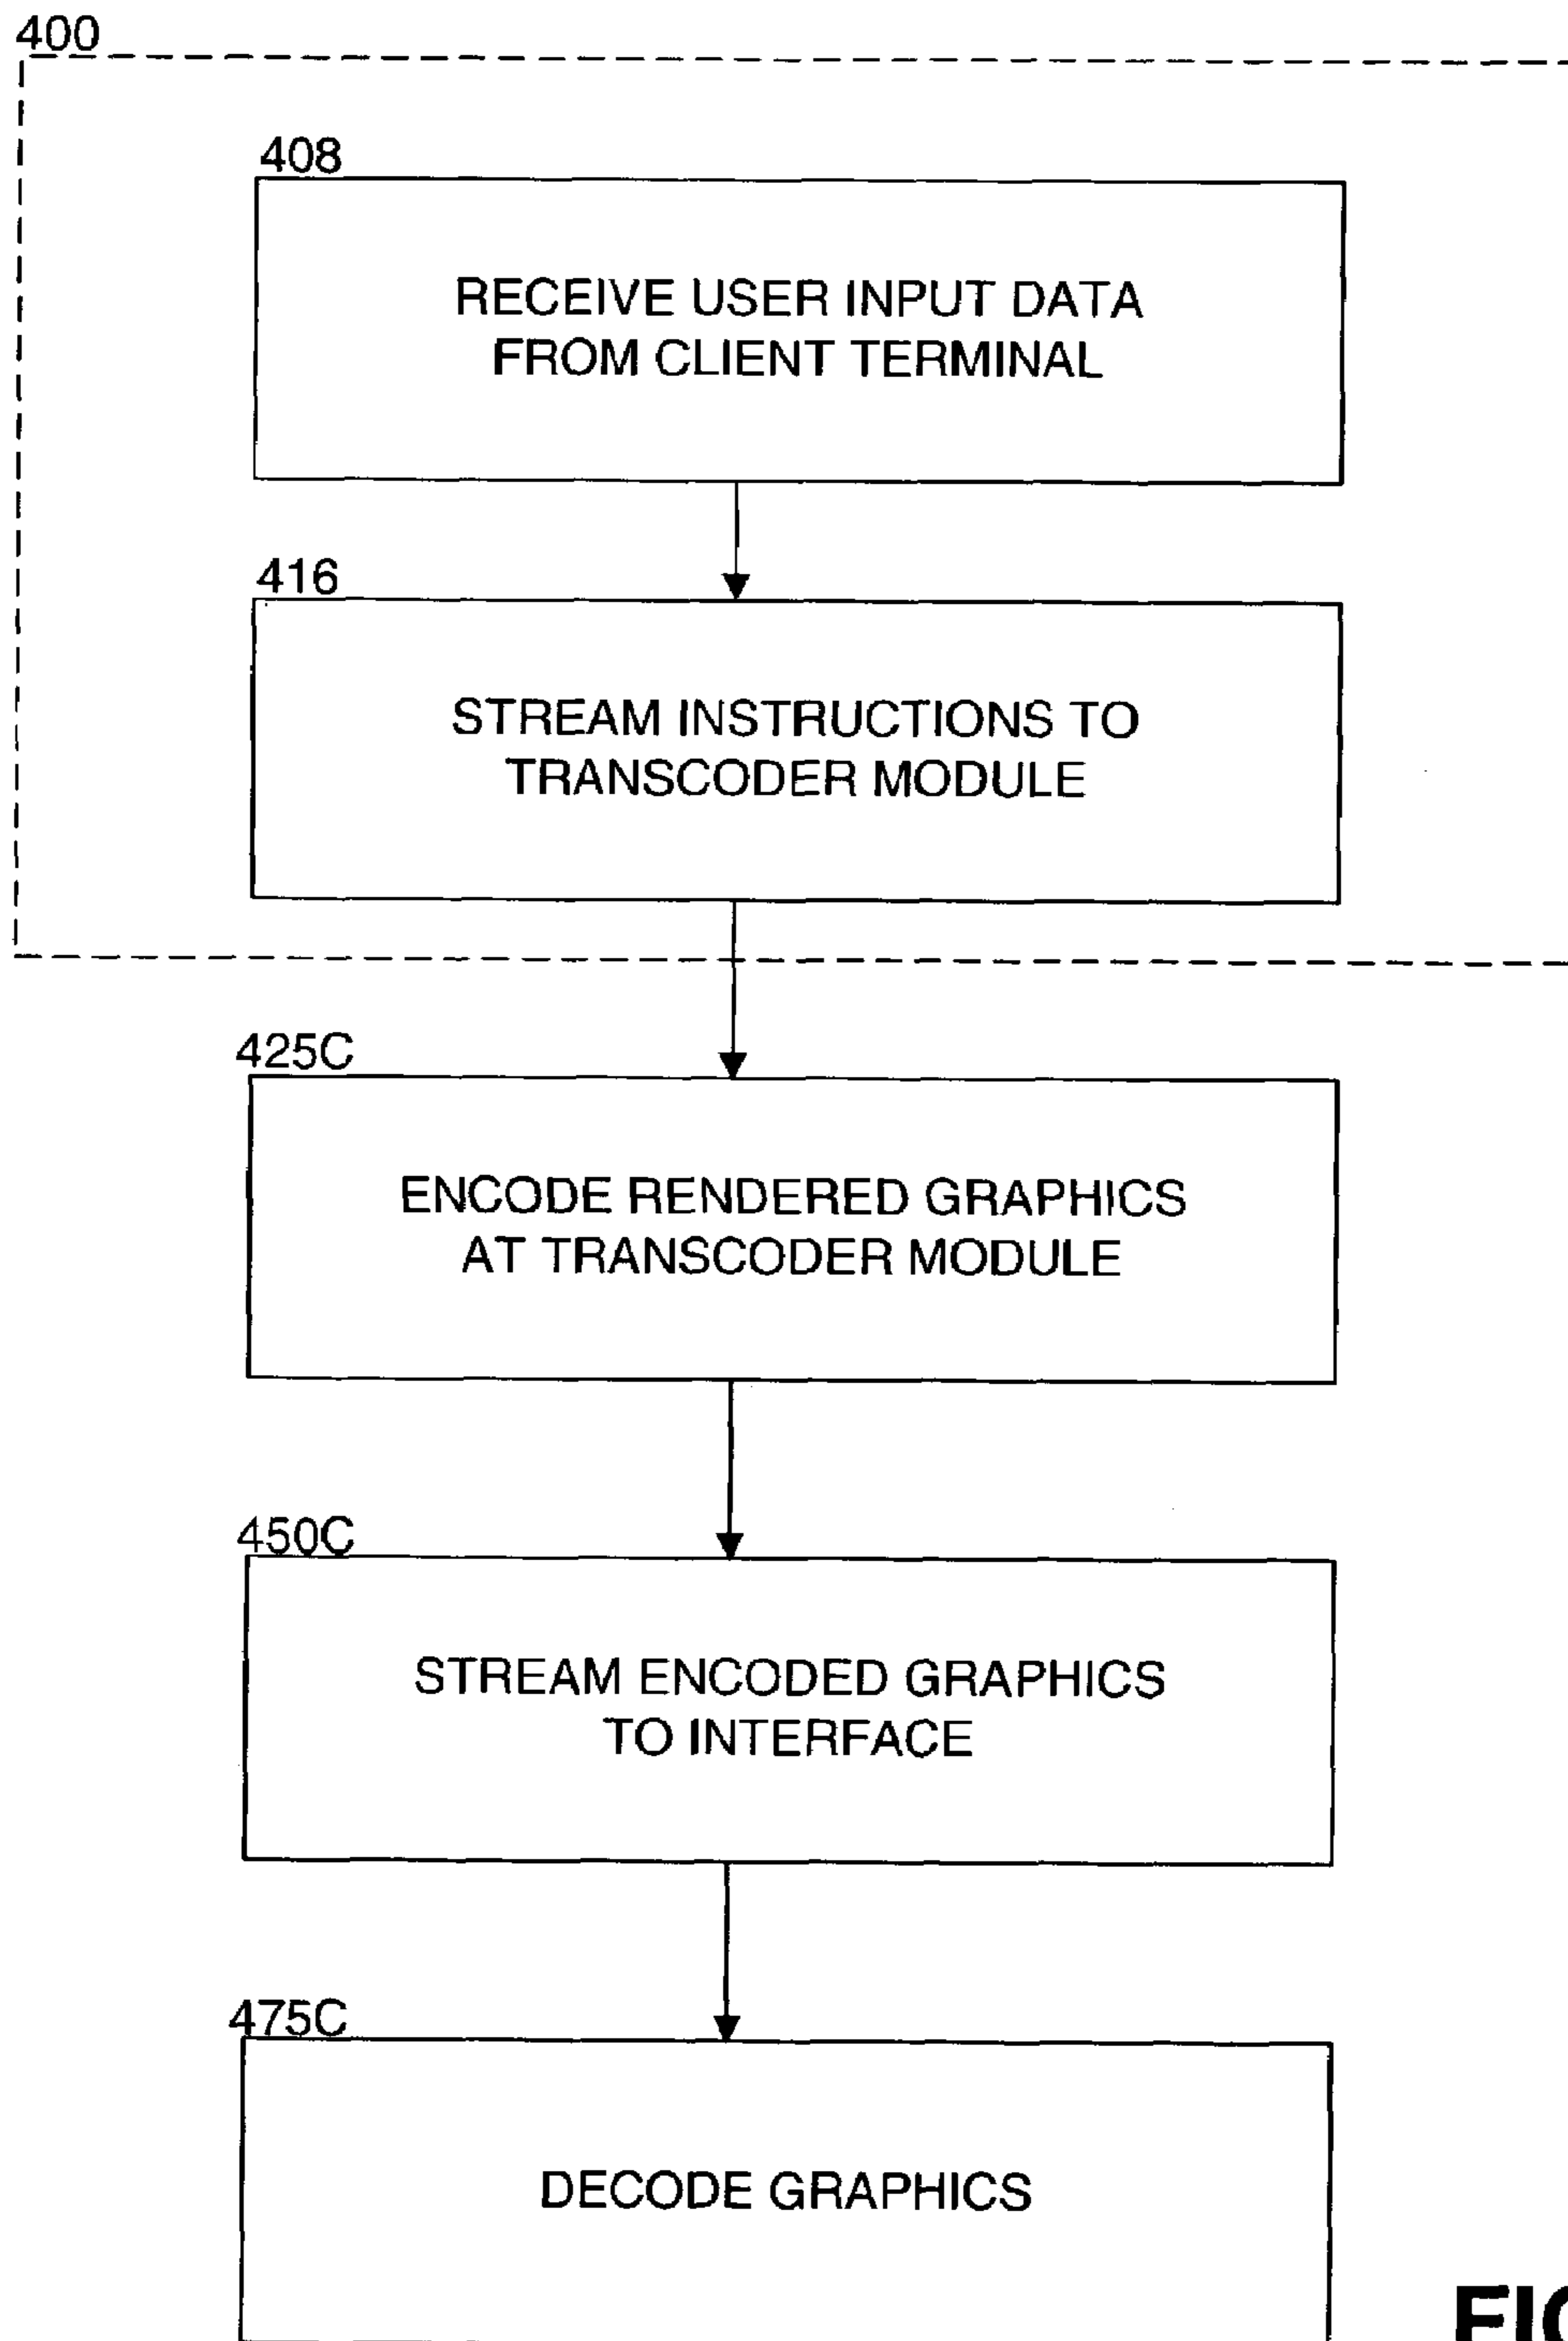 400
408
RECEIVE USER INPUT DATA
FROM CLIENT TERMINAL
416
STREAM INSTRUCTIONS TO
TRANSCODER MODULE
425C
ENCODE RENDERED GRAPHICS
AT TRANSCODER MODULE
450C
STREAM ENCODED GRAPHICS
TO INTERFACE
475C
DECODE GRAPHICS